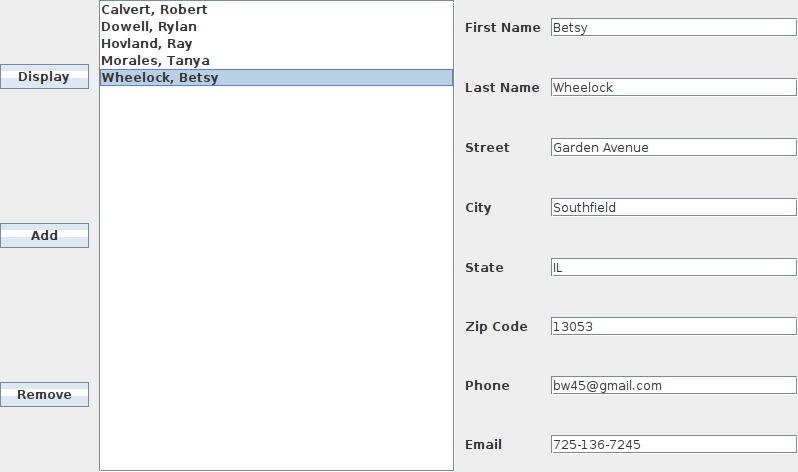 Display
Add
Remove
Calvert, Robert
Dowell, Rylan
Hovland, Ray
Morales, Tanya
Wheelock, Betsy
First Name Betsy
Last Name Wheelock
Street Garden Avenue
City Southfield
State IL
Zip Code 13053
Phone bw45@gmail.com
Email 725-136-7245